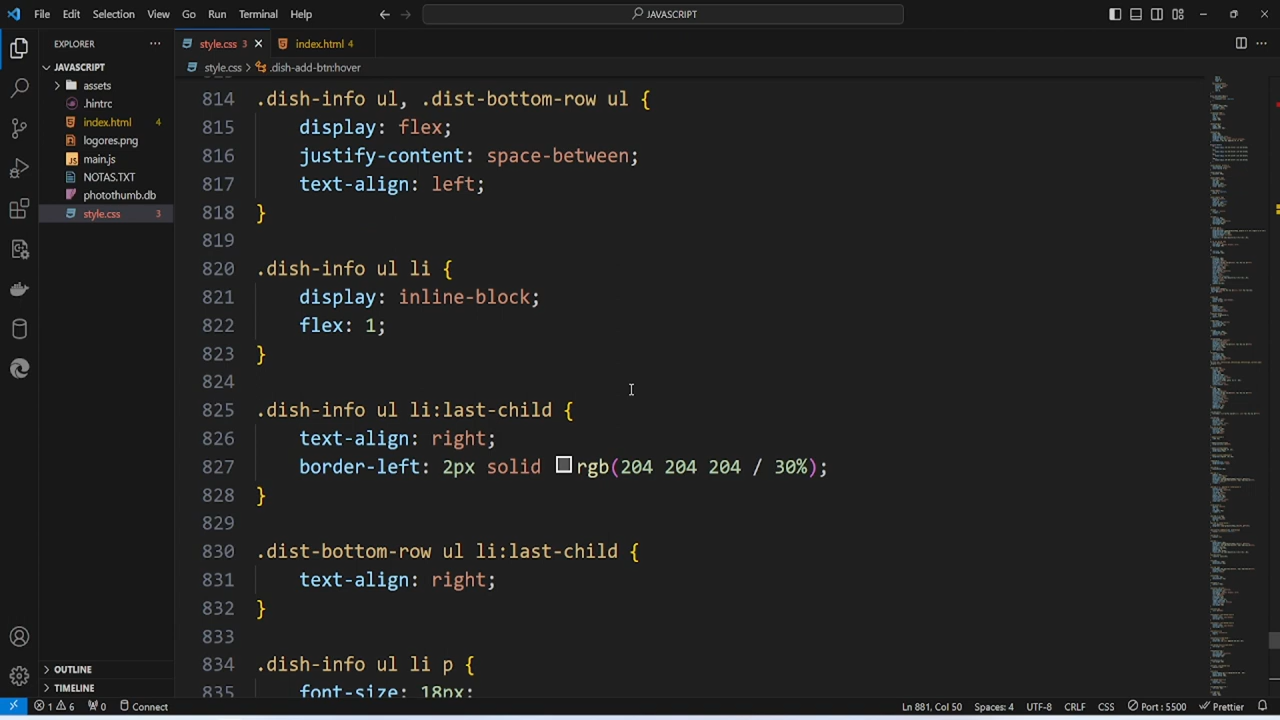 File Edit Selection View Go Run Terminal Help
JAVASCRIPT
EXPLORER
style.css 3
index.html 4
JAVASCRIPT
style.css > .dish-add-btn:hover
assets
.hintrc
index.html 4
logores.png
main.js
NOTAS.TXT
photothumb.db
style.css 3
814 .dish-info ul, .dist-bottom-row ul {
815 display: flex;
816 justify-content: space-between;
817 text-align: left;
818 }
819
820 .dish-info ul li {
821 display: inline-block;
822 flex: 1;
823 }
824
825 .dish-info ul li:last-child {
826 text-align: right;
827 border-left: 2px solid rgb(204 204 204 / 30%);
828 }
829
830 .dist-bottom-row ul li:last-child {
831 text-align: right;
832 }
833
834 .dish-info ul li p {
835 font-size: 18px;
OUTLINE
TIMELINE
1 6 0 Connect Ln 881, Col 50 Spaces: 4 UTF-8 CRLF CSS Port : 5500 Prettier